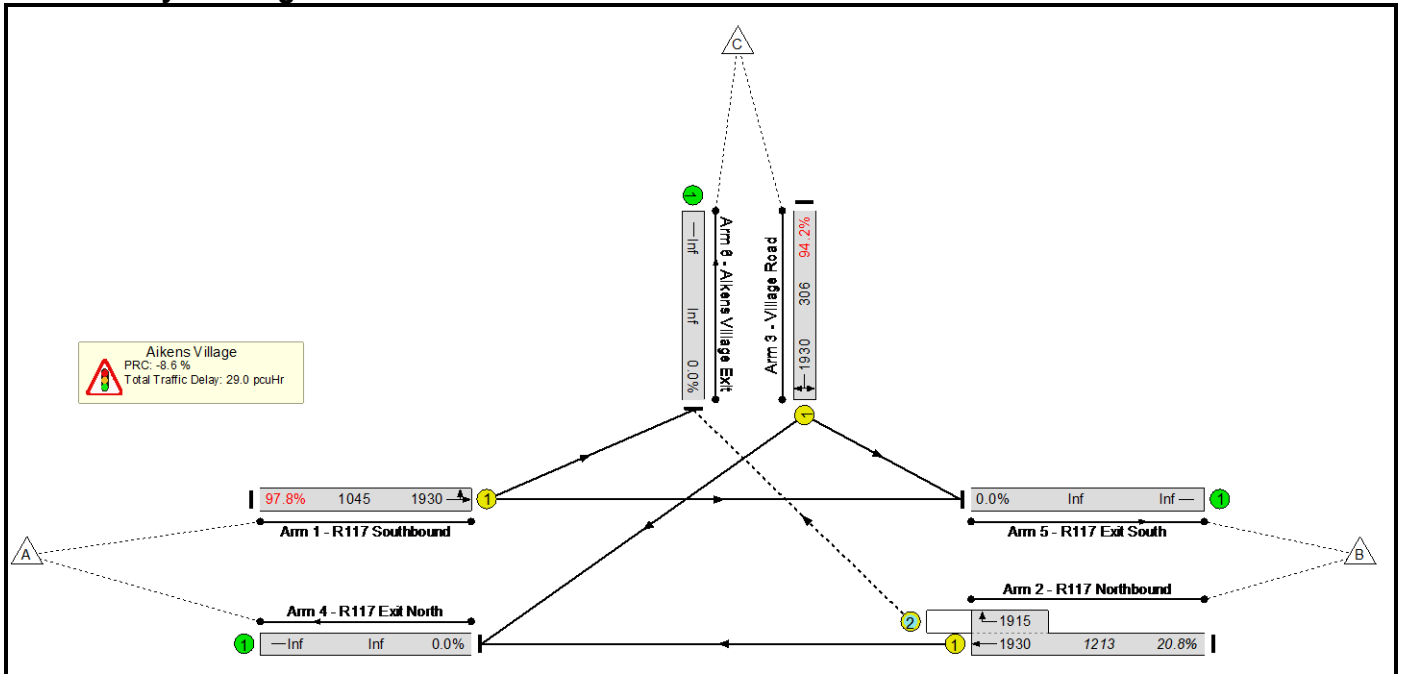 C
1
Arm 6 - Aikens Village Exit
Inf
Inf
0.0%
Arm 3 - Village Road
94.2%
306
1930
1
Aikens Village
PRC: -8.6 %
Total Traffic Delay: 29.0 pcuHr
97.8% 1045 1930 1
Arm 1 - R117 Southbound
0.0% Inf Inf 1
Arm 5 - R117 Exit South
A
B
Arm 4 - R117 Exit North
1 Inf Inf 0.0%
Arm 2 - R117 Northbound
2 1915
1 1930 1213 20.8%